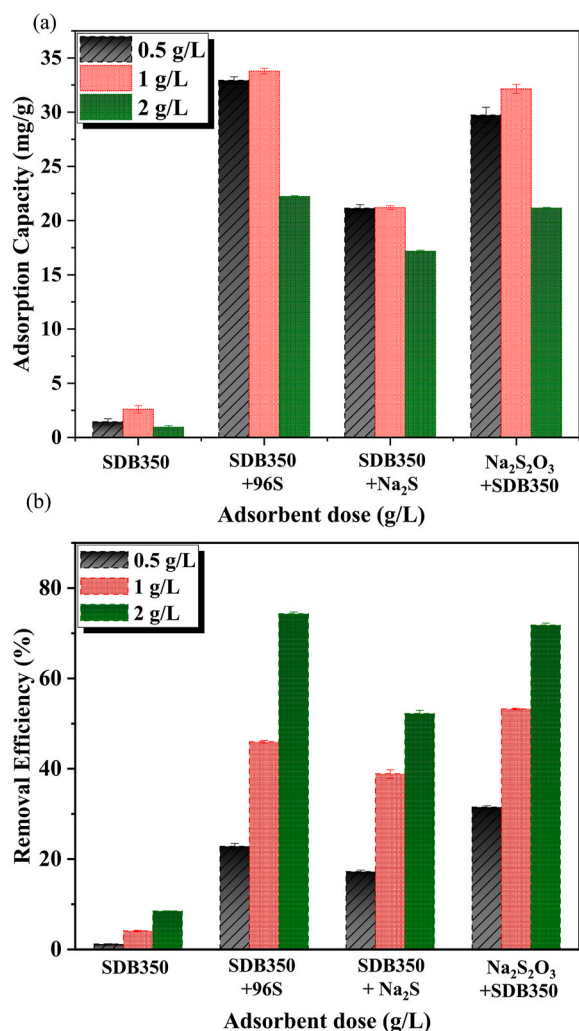 (a)
0.5 g/L
1 g/L
2 g/L
35
30
25
20
15
10
5
0
Adsorption Capacity (mg/g)
SDB350
SDB350
+96S
SDB350
+Na₂S
Na₂S₂O₃
+SDB350
Adsorbent dose (g/L)
(b)
0.5 g/L
1 g/L
2 g/L
80
60
40
20
0
Removal Efficiency (%)
SDB350
SDB350
+96S
SDB350
+ Na₂S
Na₂S₂O₃
+SDB350
Adsorbent dose (g/L)